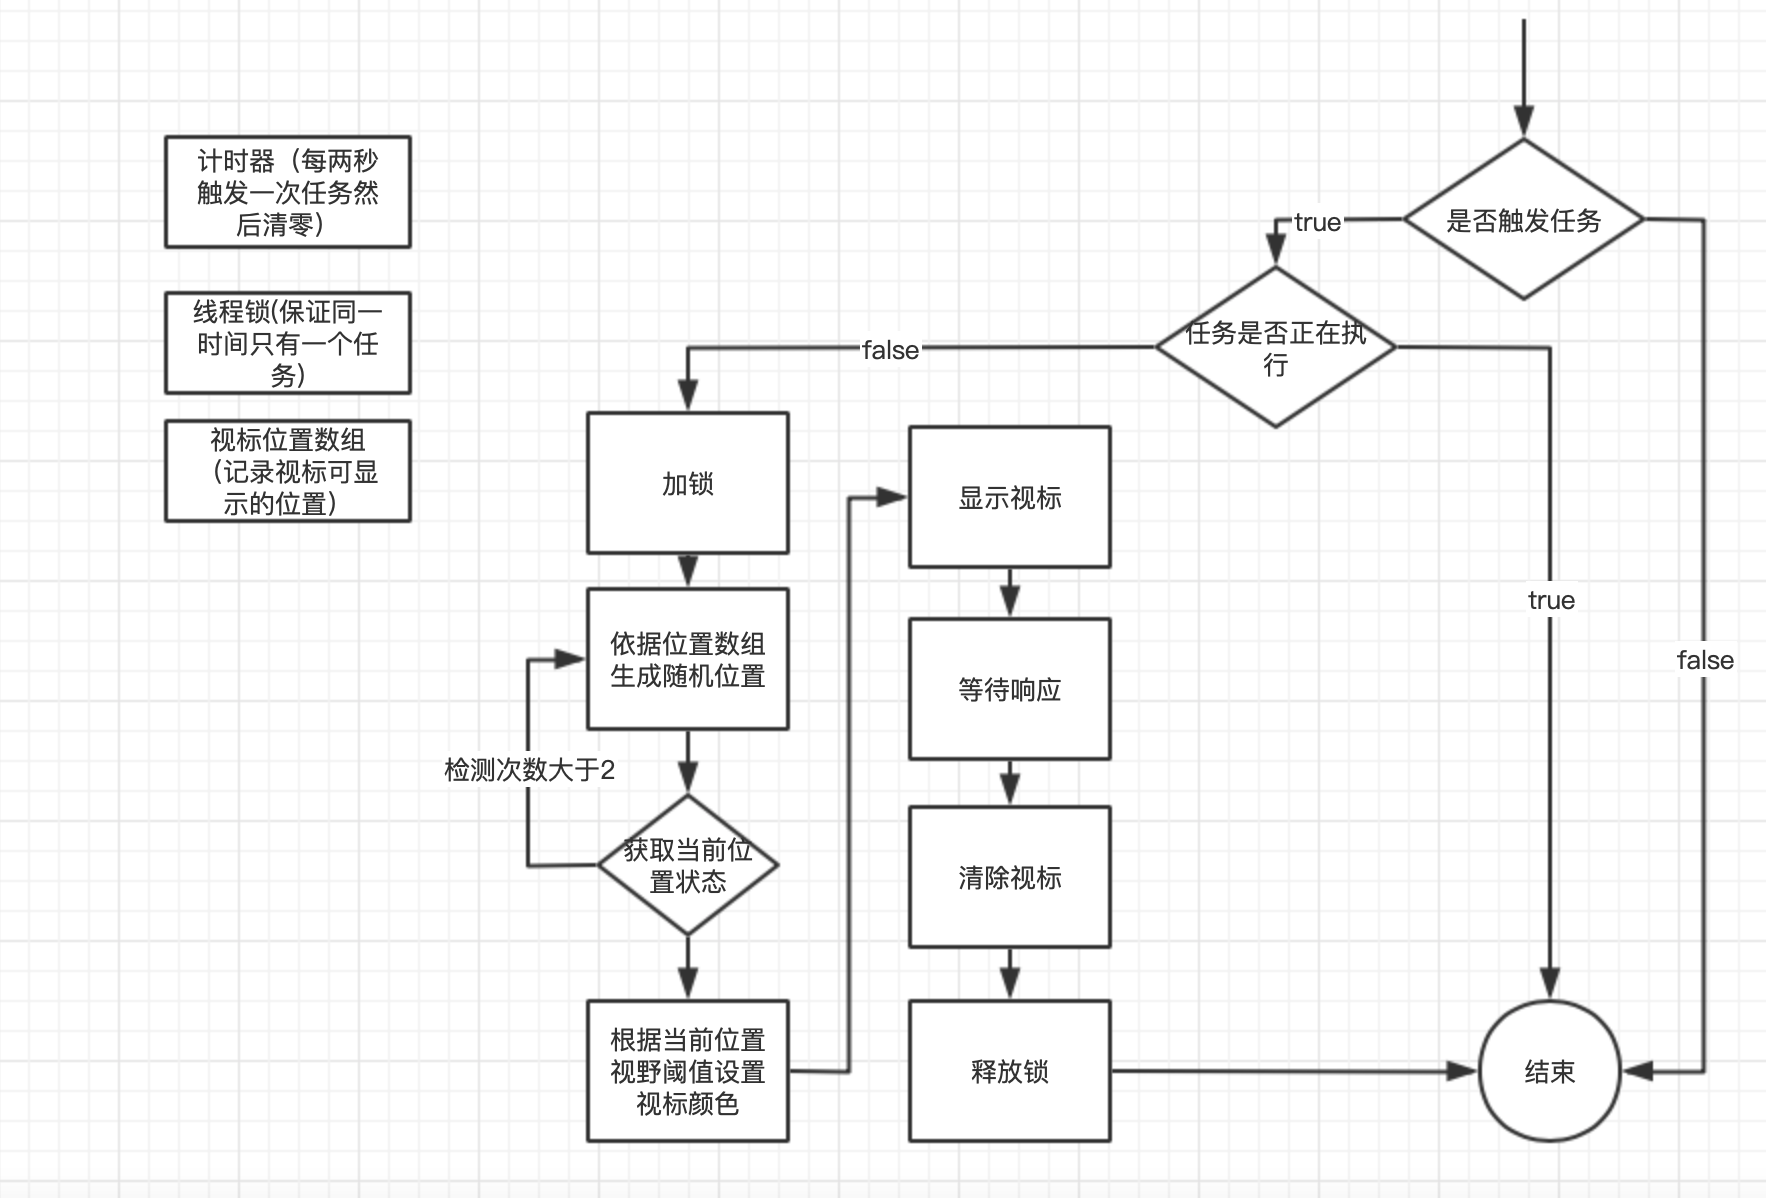 计时器（每两秒
触发一次任务然
后清零）
线程锁(保证同一
时间只有一个任
务)
视标位置数组
（记录视标可显
示的位置）
是否触发任务
true
任务是否正在执
行
false
加锁
依据位置数组
生成随机位置
检测次数大于2
获取当前位
置状态
根据当前位置
视野阈值设置
视标颜色
显示视标
等待响应
清除视标
释放锁
true
false
结束